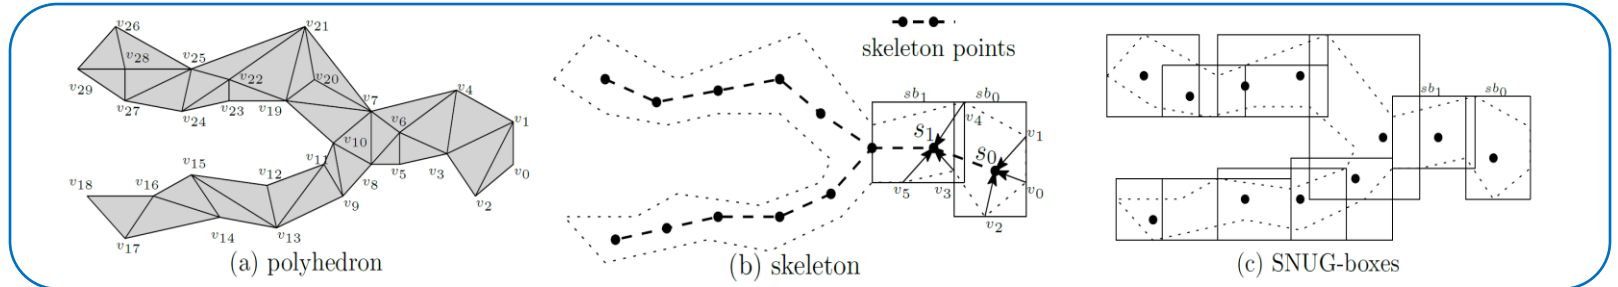 v26
v21
v28
v25
v29
v22
v20
v27
v24
v23
v19
v7
v4
v6
v1
v10
v11
v15
v12
v8
v5
v3
v0
v18
v16
v9
v2
v17
v14
v13
(a) polyhedron
skeleton points
sb1
sb0
v4
s1
v1
s0
v5
v3
v0
v2
(b) skeleton
sb1
sb0
(c) SNUG-boxes